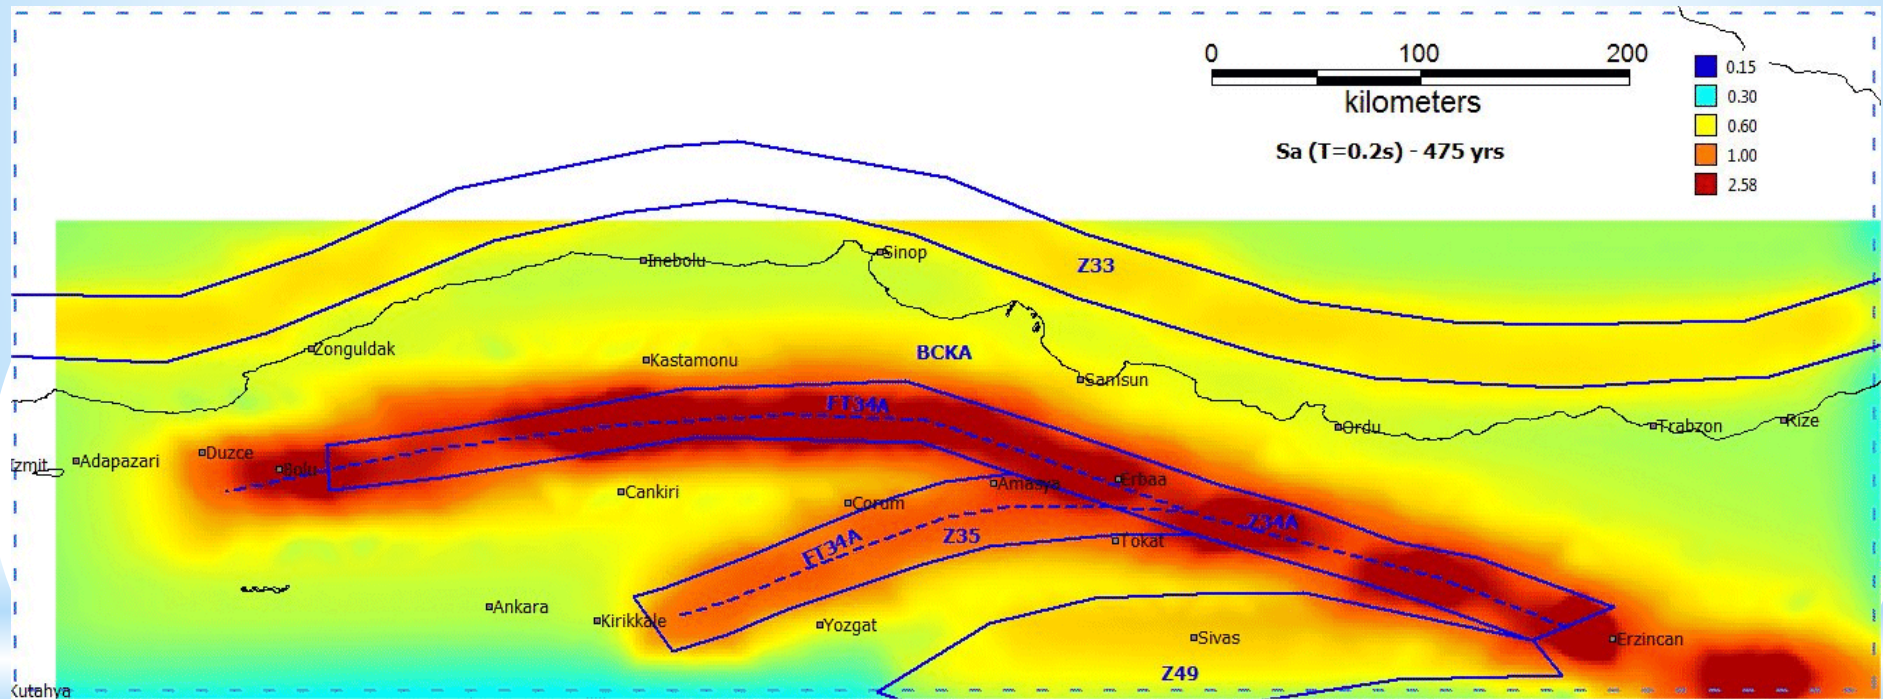 0 100 200
kilometers
0.15
0.30
0.60
1.00
2.58
Sa (T=0.2s) - 475 yrs
Sinop
Inebolu
Z33
Zonguldak
Kastamonu
BCKA
Samsun
FT34A
Ordu
Trabzon
Rize
Izmit
Adapazari
Duzce
Bolu
Cankiri
Corum
Amasya
Erbaa
Z34A
FT34A
Z35
Tokat
Ankara
Kirikkale
Yozgat
Sivas
Erzincan
Z49
Kutahya